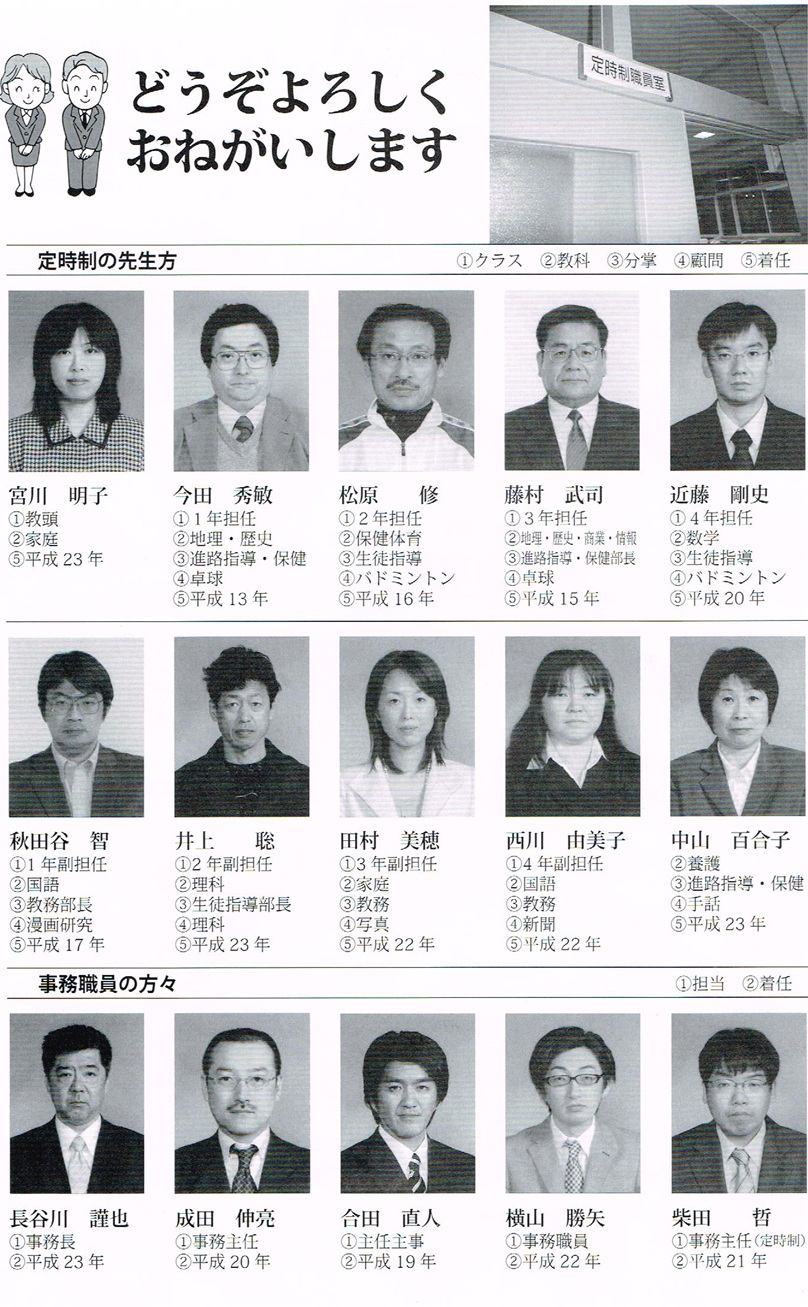 どうぞよろしく
おねがいします
定時制職員室
定時制の先生方 ①クラス ②教科 ③分掌 ④顧問 ⑤着任
宮川 明子
①教頭
②家庭
⑤平成 23 年
今田 秀敏
①1年担任
②地理・歴史
③進路指導・保健
④卓球
⑤平成 13 年
松原 修
①2年担任
②保健体育
③生徒指導
④バドミントン
⑤平成 16 年
藤村 武司
①3年担任
②地理・歴史・商業・情報
③進路指導・保健部長
④卓球
⑤平成 15 年
近藤 剛史
①4年担任
②数学
③生徒指導
④バドミントン
⑤平成 20 年
秋田谷 智
①1年副担任
②国語
③教務部長
④漫画研究
⑤平成 17 年
井上 聡
①2年副担任
②理科
③生徒指導部長
④理科
⑤平成 23 年
田村 美穂
①3年副担任
②家庭
③教務
④写真
⑤平成 22 年
西川 由美子
①4年副担任
②国語
③教務
④新聞
⑤平成 22 年
中山 百合子
②養護
③進路指導・保健
④手話
⑤平成 23 年
事務職員の方々 ①担当 ②着任
長谷川 謹也
①事務長
②平成 23 年
成田 伸亮
①事務主任
②平成 20 年
合田 直人
①主任主事
②平成 19 年
横山 勝矢
①事務職員
②平成 22 年
柴田 哲
①事務主任(定時制)
②平成 21 年